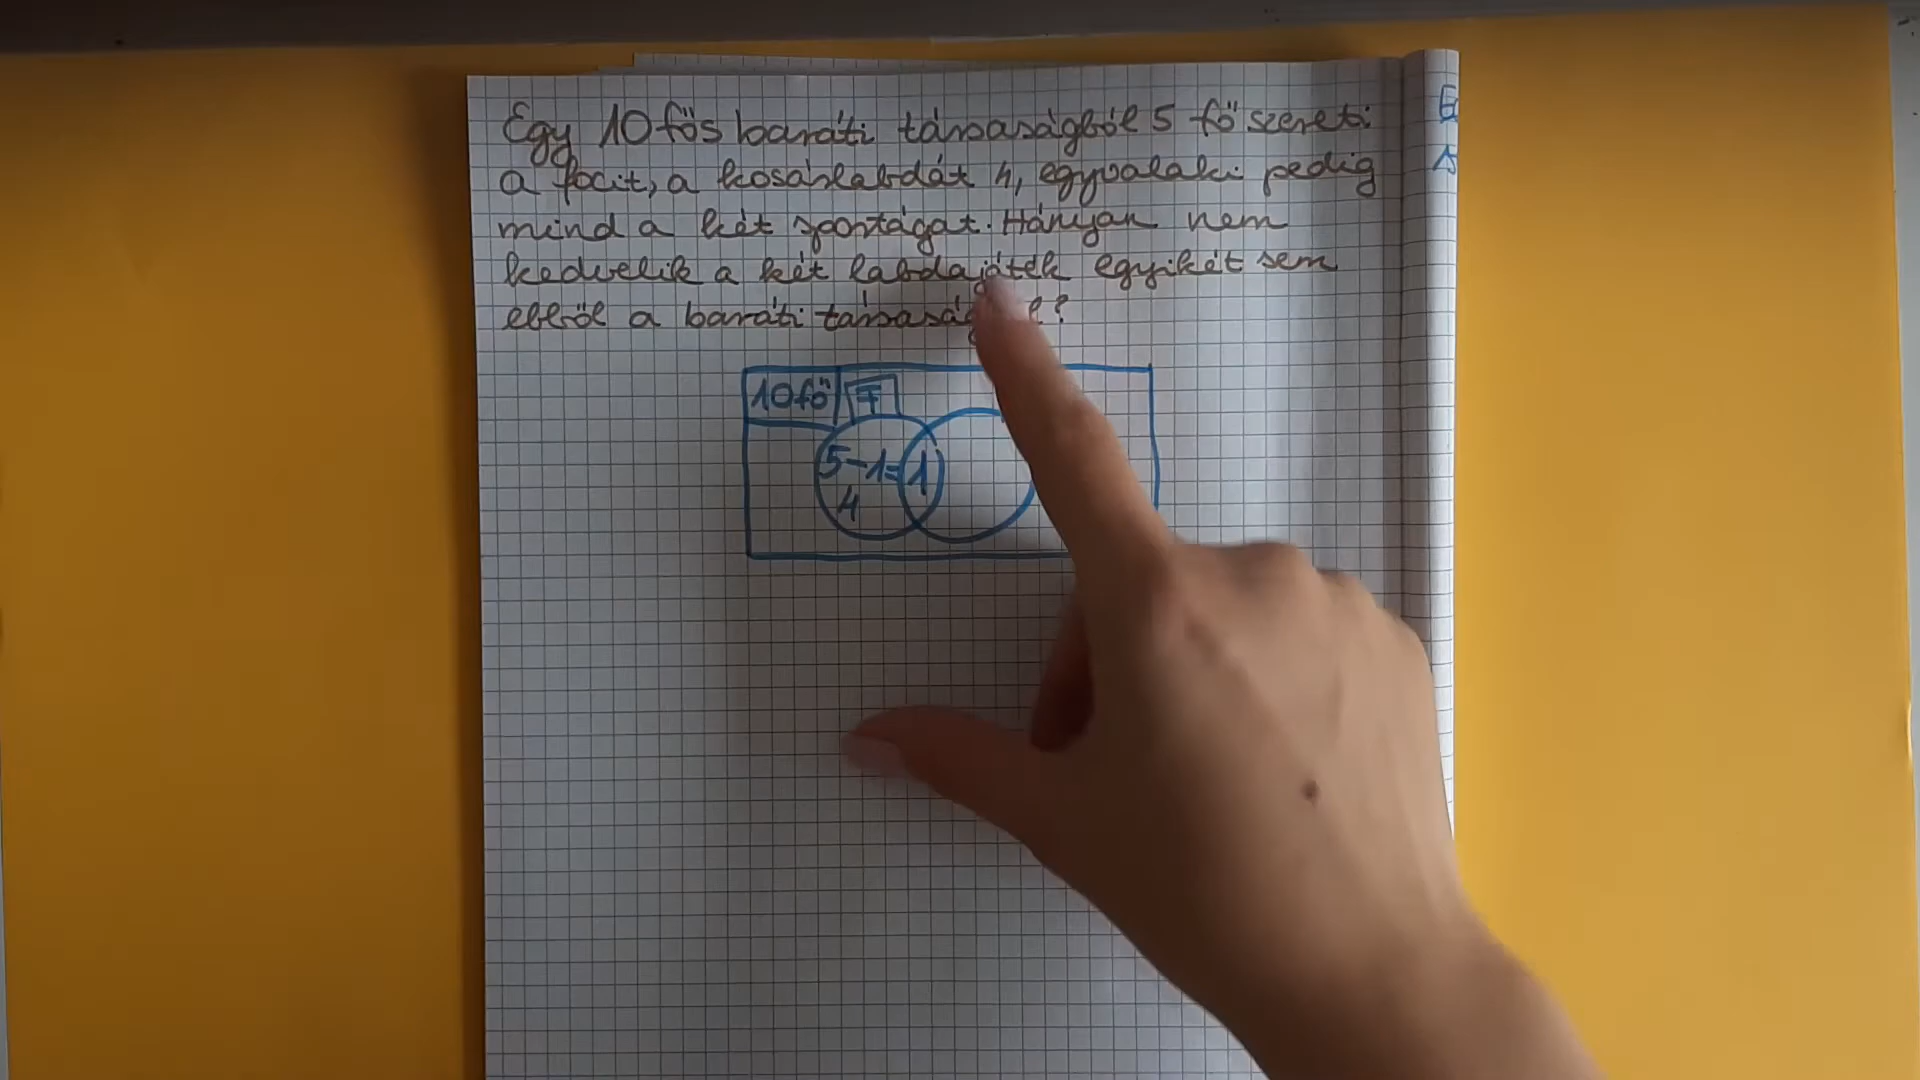 Egy 10 fős baráti társaságból 5 fő szereti
a focit, a kosárlabdát 4, egyvalaki pedig
mind a két sportágat. Hányan nem
kedvelik a két labdajáték egyikét sem
ebből a baráti
10 fő F
5-1= 1
4